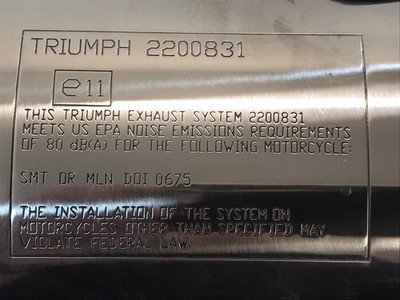 TRIUMPH 2200831
e11
THIS TRIUMPH EXHAUST SYSTEM 2200831
MEETS US EPA NOISE EMISSIONS REQUIREMENTS
OF 80 dB(A) FOR THE FOLLOWING MOTORCYCLE:
SMT OR MLN DOI 0675
THE INSTALLATION OF THE SYSTEM ON
MOTORCYCLES OTHER THAN SPECIFIED MAY
VIOLATE FEDERAL LAW.